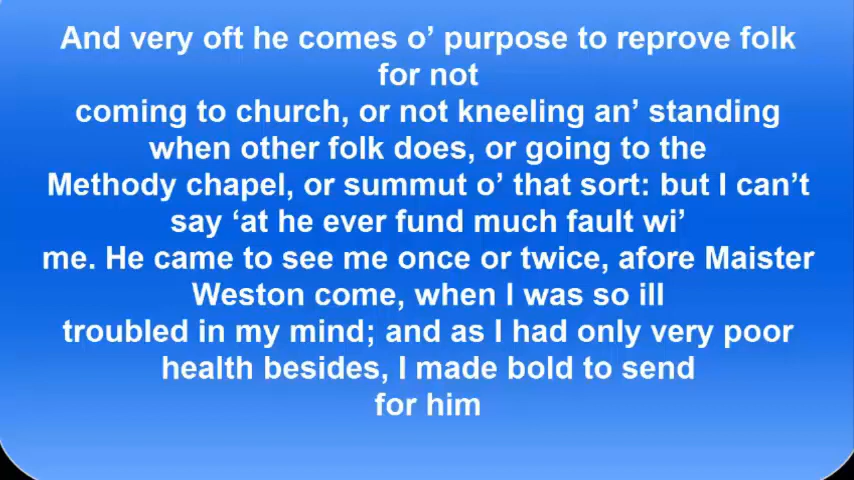 And very oft he comes o’ purpose to reprove folk
for not
coming to church, or not kneeling an’ standing
when other folk does, or going to the
Methody chapel, or summut o’ that sort: but I can’t
say ‘at he ever fund much fault wi’
me. He came to see me once or twice, afore Maister
Weston come, when I was so ill
troubled in my mind; and as I had only very poor
health besides, I made bold to send
for him